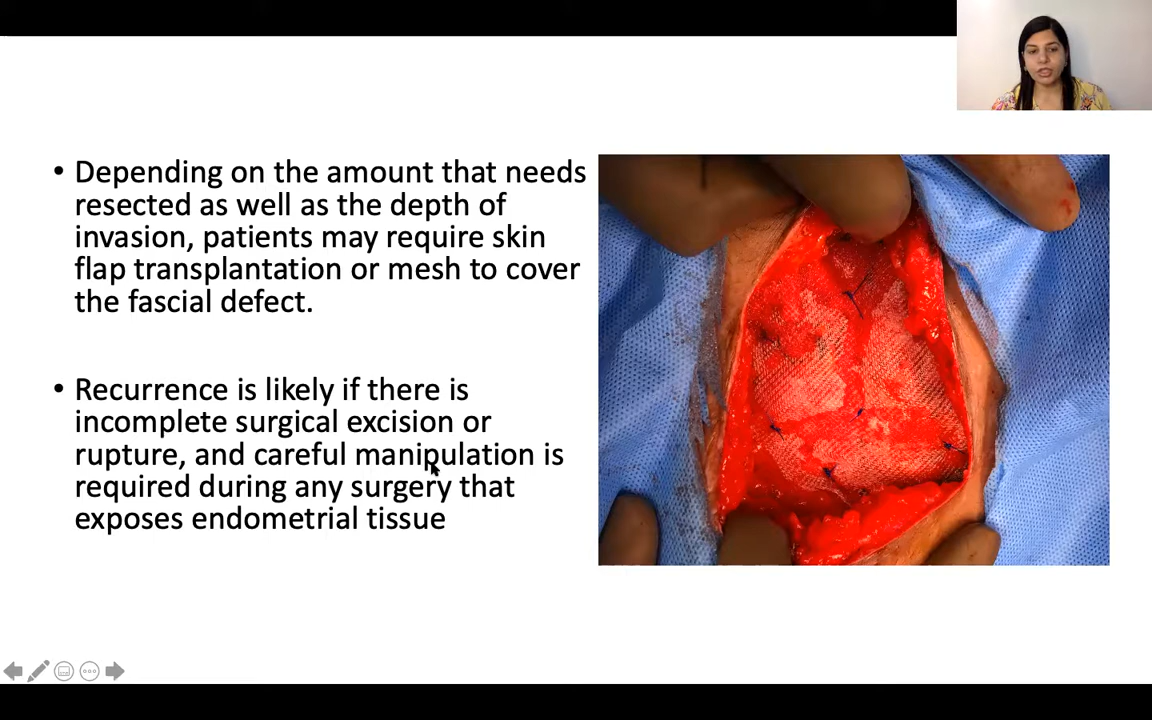 • Depending on the amount that needs
resected as well as the depth of
invasion, patients may require skin
flap transplantation or mesh to cover
the fascial defect.
• Recurrence is likely if there is
incomplete surgical excision or
rupture, and careful manipulation is
required during any surgery that
exposes endometrial tissue